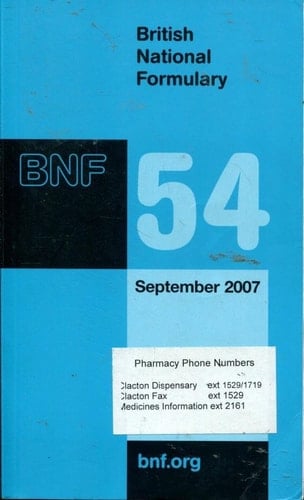 British
National
Formulary
BNF
54
September 2007
Pharmacy Phone Numbers
Clacton Dispensary ext 1529/1719
Clacton Fax ext 1529
Medicines Information ext 2161
bnf.org